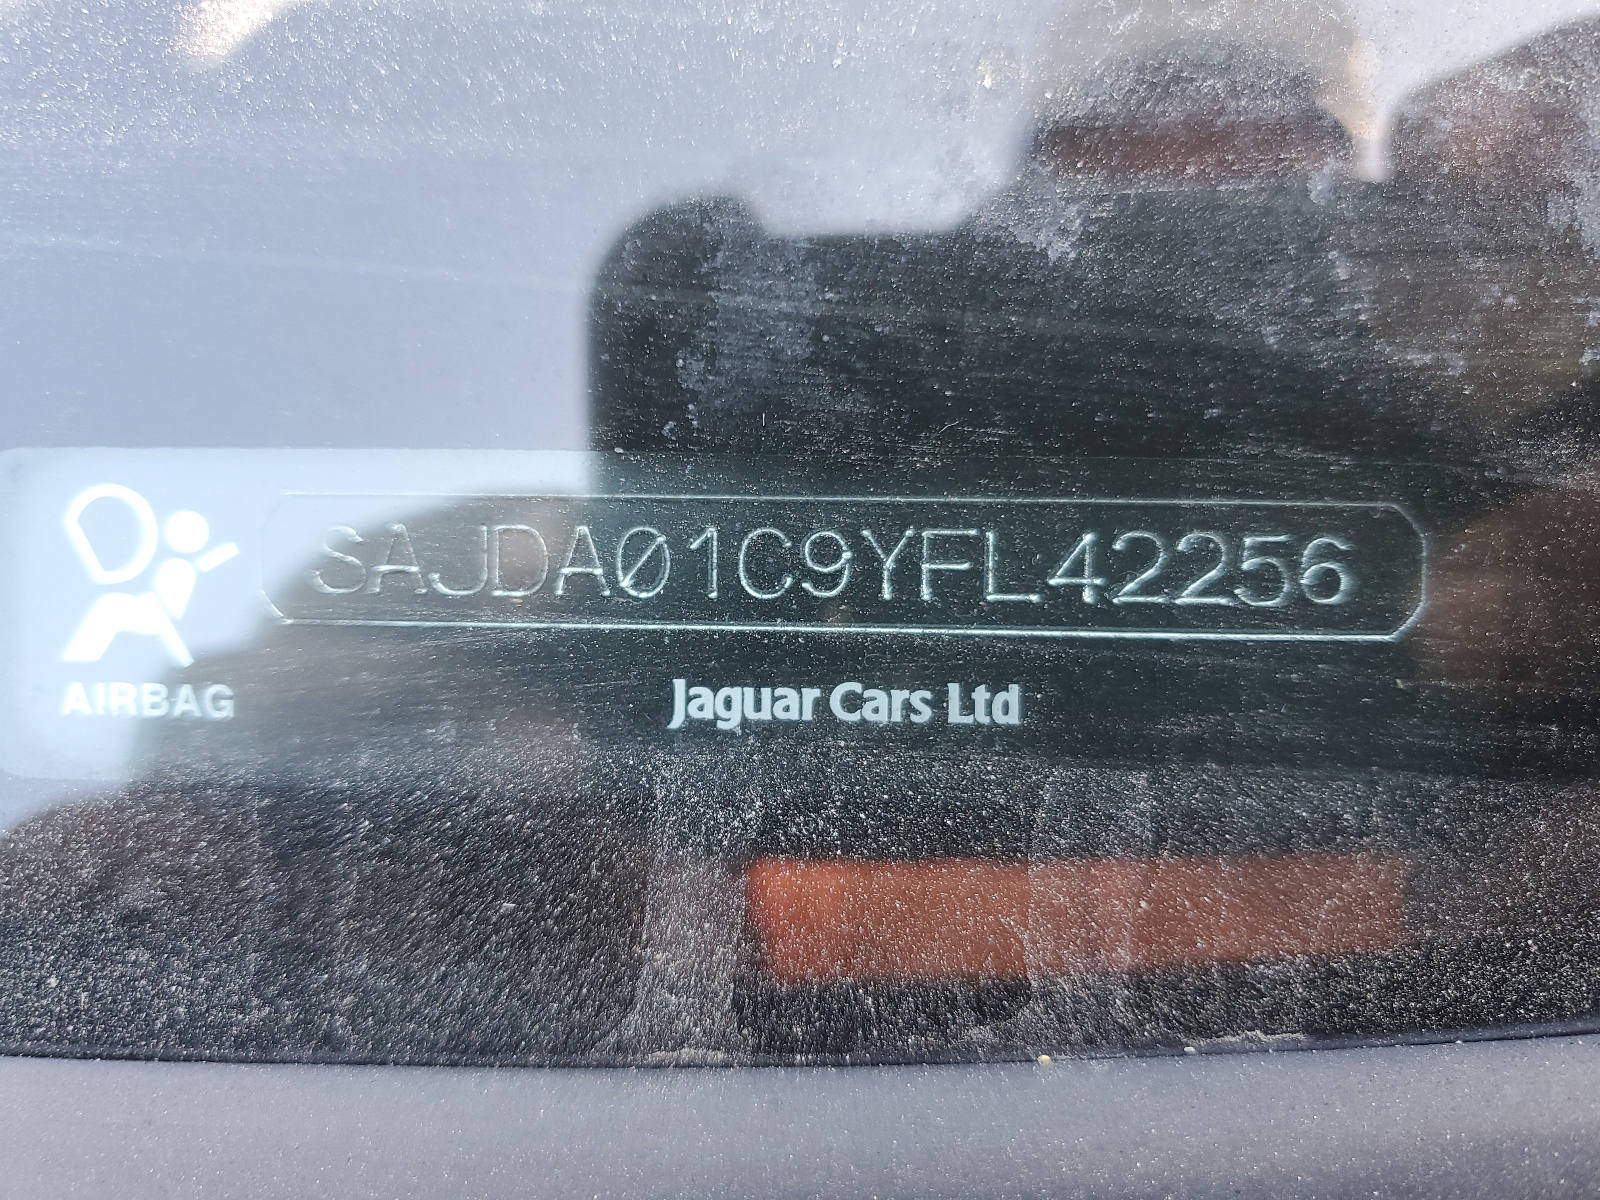 SAJDA01C9YFL42256
AIRBAG
Jaguar Cars Ltd